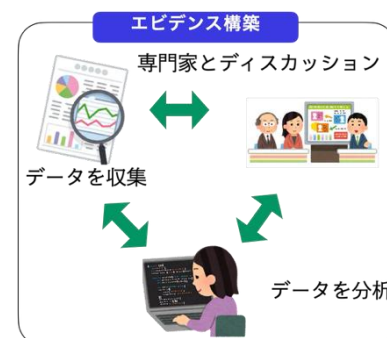 エビデンス構築
専門家とディスカッション
データを収集
データを分析